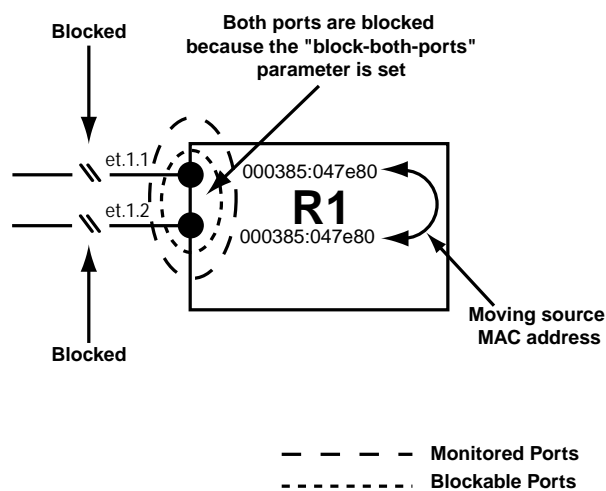 Both ports are blocked
because the "block-both-ports"
parameter is set
Blocked
et.1.1
000385:047e80
R1
et.1.2
000385:047e80
Moving source
MAC address
Blocked
Monitored Ports
Blockable Ports